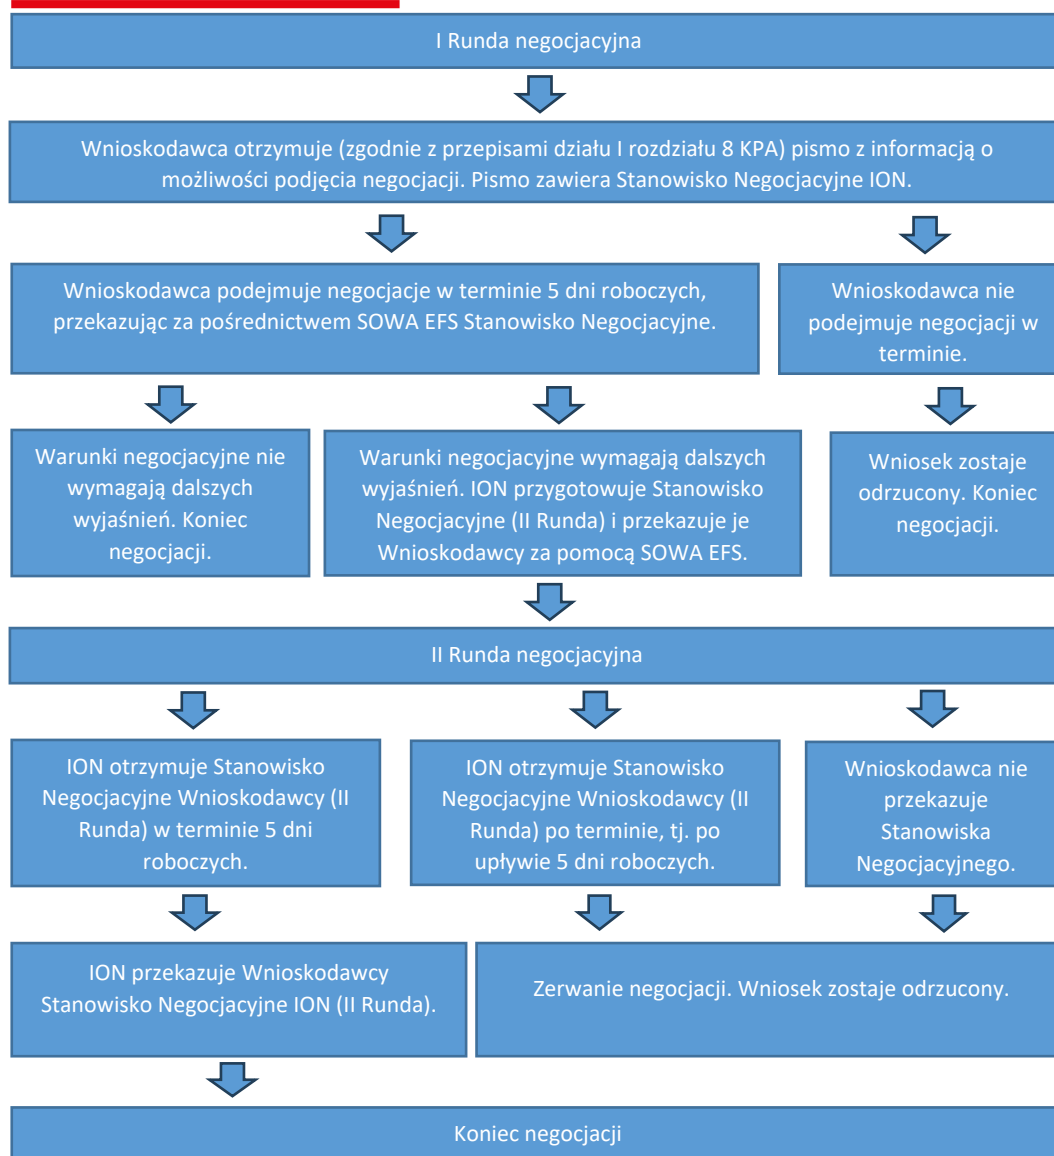 I Runda negocjacyjna
Wnioskodawca otrzymuje (zgodnie z przepisami działu I rozdziału 8 KPA) pismo z informacją o
możliwości podjęcia negocjacji. Pismo zawiera Stanowisko Negocjacyjne ION.
Wnioskodawca podejmuje negocjacje w terminie 5 dni roboczych,
przekazując za pośrednictwem SOWA EFS Stanowisko Negocjacyjne.
Wnioskodawca nie
podejmuje negocjacji w
terminie.
Warunki negocjacyjne nie
wymagają dalszych
wyjaśnień. Koniec
negocjacji.
Warunki negocjacyjne wymagają dalszych
wyjaśnień. ION przygotowuje Stanowisko
Negocjacyjne (II Runda) i przekazuje je
Wnioskodawcy za pomocą SOWA EFS.
Wniosek zostaje
odrzucony. Koniec
negocjacji.
II Runda negocjacyjna
ION otrzymuje Stanowisko
Negocjacyjne Wnioskodawcy (II
Runda) w terminie 5 dni
roboczych.
ION otrzymuje Stanowisko
Negocjacyjne Wnioskodawcy (II
Runda) po terminie, tj. po
upływie 5 dni roboczych.
Wnioskodawca nie
przekazuje
Stanowiska
Negocjacyjnego.
ION przekazuje Wnioskodawcy
Stanowisko Negocjacyjne ION (II Runda).
Zerwanie negocjacji. Wniosek zostaje odrzucony.
Koniec negocjacji